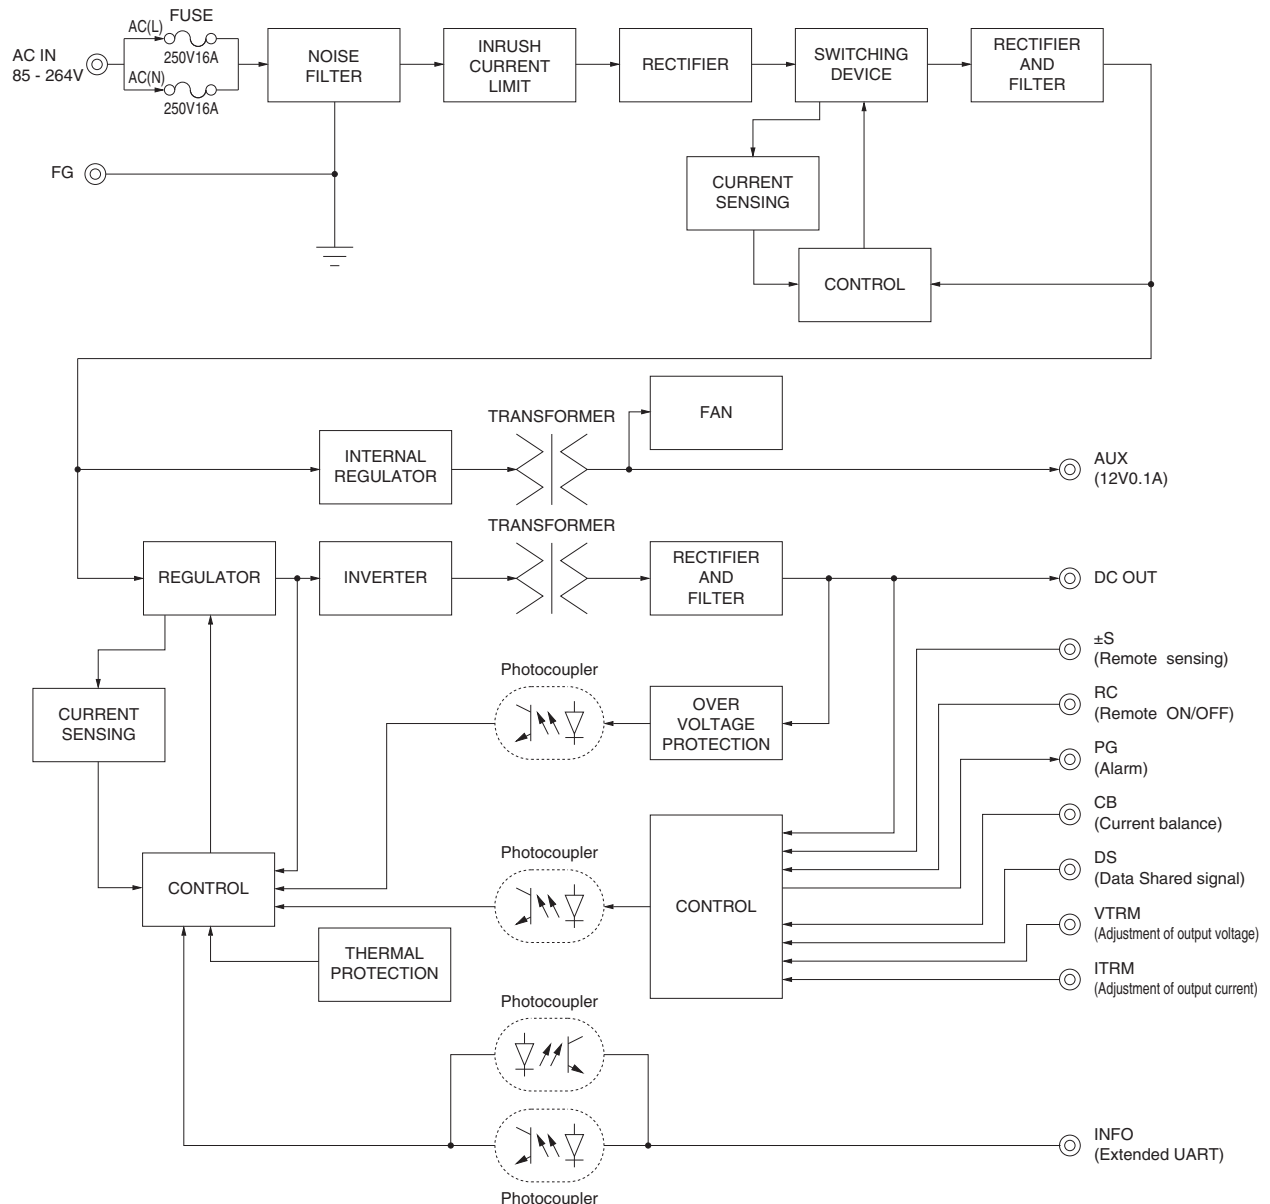 FUSE
AC(L)
AC IN
85 - 264V
250V16A
AC(N)
250V16A
NOISE
FILTER
INRUSH
CURRENT
LIMIT
RECTIFIER
SWITCHING
DEVICE
RECTIFIER
AND
FILTER
FG
CURRENT
SENSING
CONTROL
TRANSFORMER
FAN
INTERNAL
REGULATOR
AUX
(12V0.1A)
TRANSFORMER
REGULATOR
INVERTER
RECTIFIER
AND
FILTER
DC OUT
±S
(Remote sensing)
Photocoupler
OVER
VOLTAGE
PROTECTION
RC
(Remote ON/OFF)
CURRENT
SENSING
PG
(Alarm)
CB
(Current balance)
Photocoupler
CONTROL
CONTROL
DS
(Data Shared signal)
VTRM
(Adjustment of output voltage)
THERMAL
PROTECTION
ITRM
(Adjustment of output current)
Photocoupler
INFO
(Extended UART)
Photocoupler